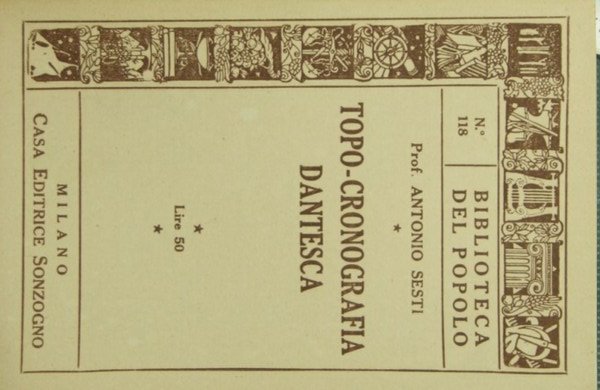 N.° 118
BIBLIOTECA
DEL POPOLO
Prof. ANTONIO SESTI
TOPO-CRONOGRAFIA
DANTESCA
Lire 50
MILANO
CASA EDITRICE SONZOGNO